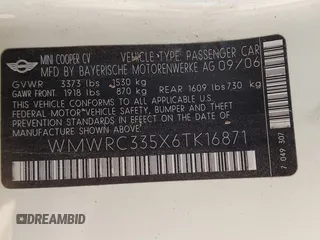 MINI COOPER CV VEHICLE TYPE PASSENGER CAR
MFD BY BAYERISCHE MOTORENWERKE AG 09/06
GVWR 3373 lbs 1530 kg
GAWR FRONT 1918 lbs 870 kg REAR 1609 lbs 730 kg
THIS VEHICLE CONFORMS TO ALL APPLICABLE U.S.
FEDERAL MOTOR VEHICLE SAFETY, BUMPER AND THEFT
PREVENTION STANDARDS IN EFFECT ON THE DATE OF
MANUFACTURE SHOWN ABOVE.
WMWRC335X6TK16871
7 049 307
© DREAMBID
DREAMBID